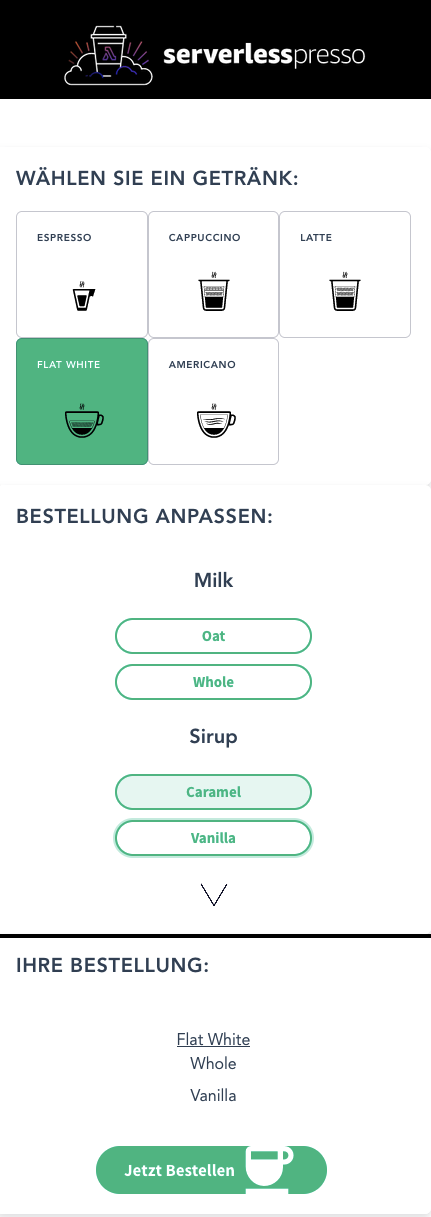 serverlesspresso
WÄHLEN SIE EIN GETRÄNK:
ESPRESSO
CAPPUCCINO
LATTE
FLAT WHITE
AMERICANO
BESTELLUNG ANPASSEN:
Milk
Oat
Whole
Sirup
Caramel
Vanilla
IHRE BESTELLUNG:
Flat White
Whole
Vanilla
Jetzt Bestellen